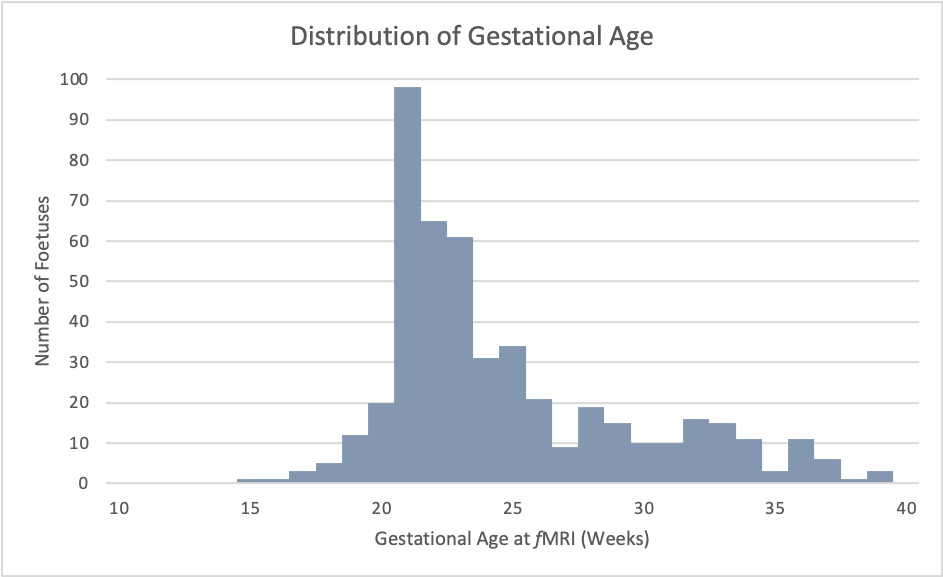 Distribution of Gestational Age
100
90
80
70
60
50
40
30
20
10
0
Number of Foetuses
10 15 20 25 30 35 40
Gestational Age at fMRI (Weeks)